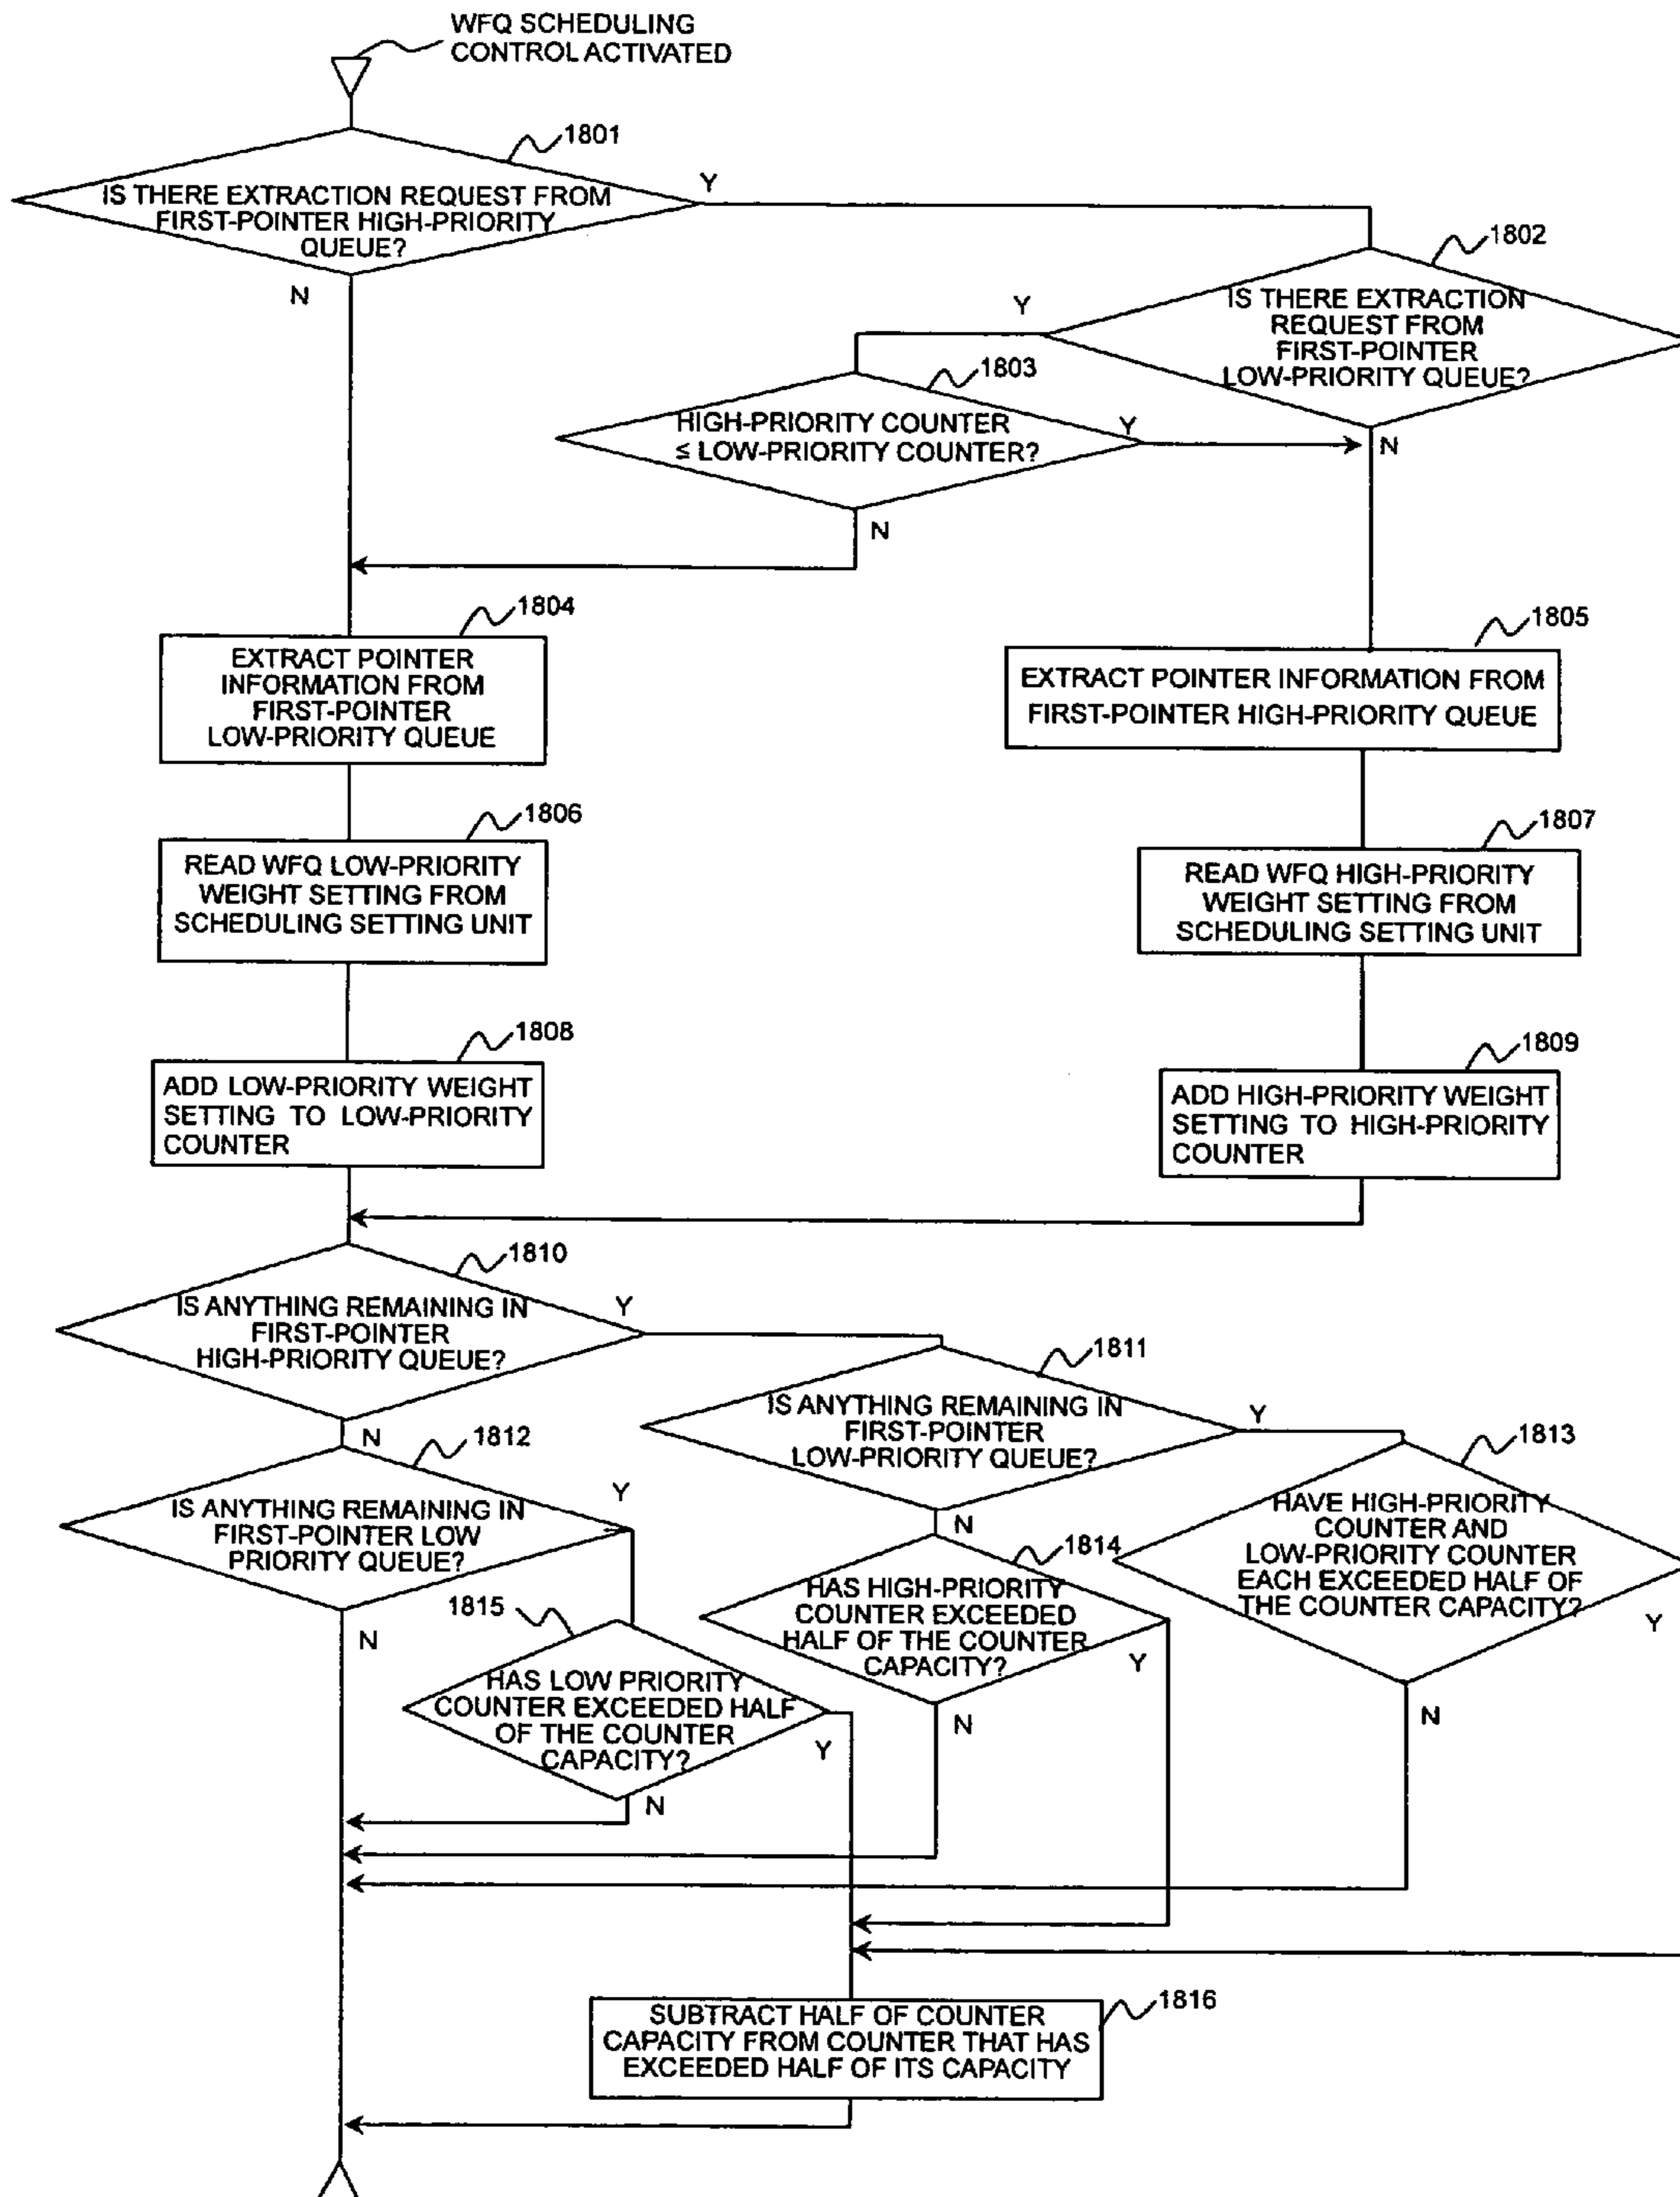 WFQ SCHEDULING
CONTROL ACTIVATED
1801
IS THERE EXTRACTION REQUEST FROM
FIRST-POINTER HIGH-PRIORITY
QUEUE?
Y
N
1802
IS THERE EXTRACTION
REQUEST FROM
FIRST-POINTER
LOW-PRIORITY QUEUE?
Y
N
1803
HIGH-PRIORITY COUNTER
≤ LOW-PRIORITY COUNTER?
Y
N
1804
EXTRACT POINTER
INFORMATION FROM
FIRST-POINTER
LOW-PRIORITY QUEUE
1805
EXTRACT POINTER INFORMATION FROM
FIRST-POINTER HIGH-PRIORITY QUEUE
1806
READ WFQ LOW-PRIORITY
WEIGHT SETTING FROM
SCHEDULING SETTING UNIT
1807
READ WFQ HIGH-PRIORITY
WEIGHT SETTING FROM
SCHEDULING SETTING UNIT
1808
ADD LOW-PRIORITY WEIGHT
SETTING TO LOW-PRIORITY
COUNTER
1809
ADD HIGH-PRIORITY WEIGHT
SETTING TO HIGH-PRIORITY
COUNTER
1810
IS ANYTHING REMAINING IN
FIRST-POINTER
HIGH-PRIORITY QUEUE?
Y
N
1811
IS ANYTHING REMAINING IN
FIRST-POINTER
LOW-PRIORITY QUEUE?
Y
N
1812
IS ANYTHING REMAINING IN
FIRST-POINTER LOW
PRIORITY QUEUE?
Y
N
1813
HAVE HIGH-PRIORITY
COUNTER AND
LOW-PRIORITY COUNTER
EACH EXCEEDED HALF OF
THE COUNTER CAPACITY?
Y
N
1814
HAS HIGH-PRIORITY
COUNTER EXCEEDED
HALF OF THE COUNTER
CAPACITY?
Y
N
1815
HAS LOW PRIORITY
COUNTER EXCEEDED HALF
OF THE COUNTER
CAPACITY?
Y
N
1816
SUBTRACT HALF OF COUNTER
CAPACITY FROM COUNTER THAT HAS
EXCEEDED HALF OF ITS CAPACITY